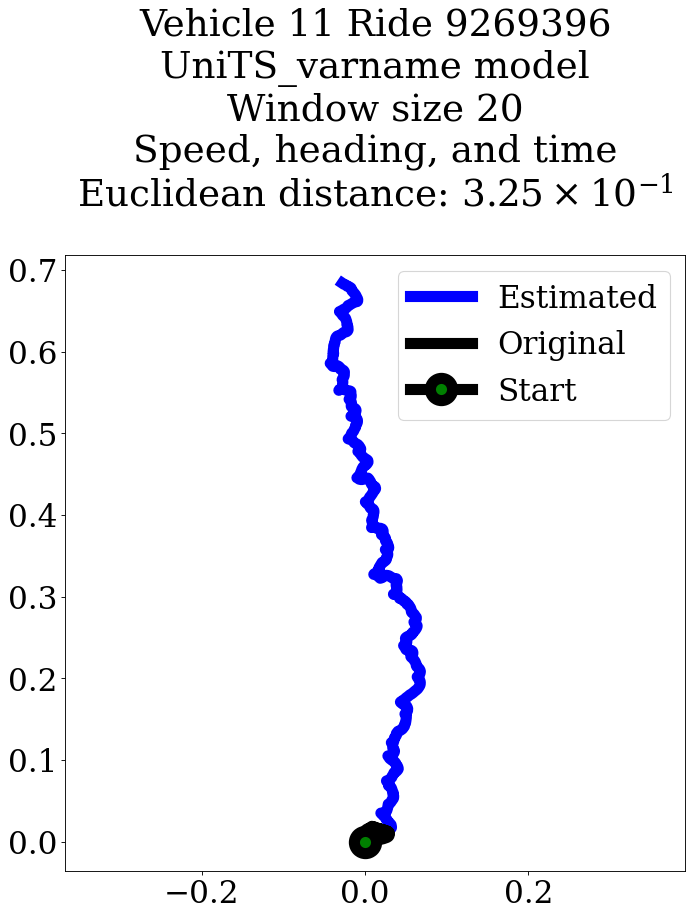 Vehicle 11 Ride 9269396
UniTS_varname model
Window size 20
Speed, heading, and time
Euclidean distance: 3.25 × 10⁻¹
Estimated
Original
Start
0.7
0.6
0.5
0.4
0.3
0.2
0.1
0.0
−0.2 0.0 0.2